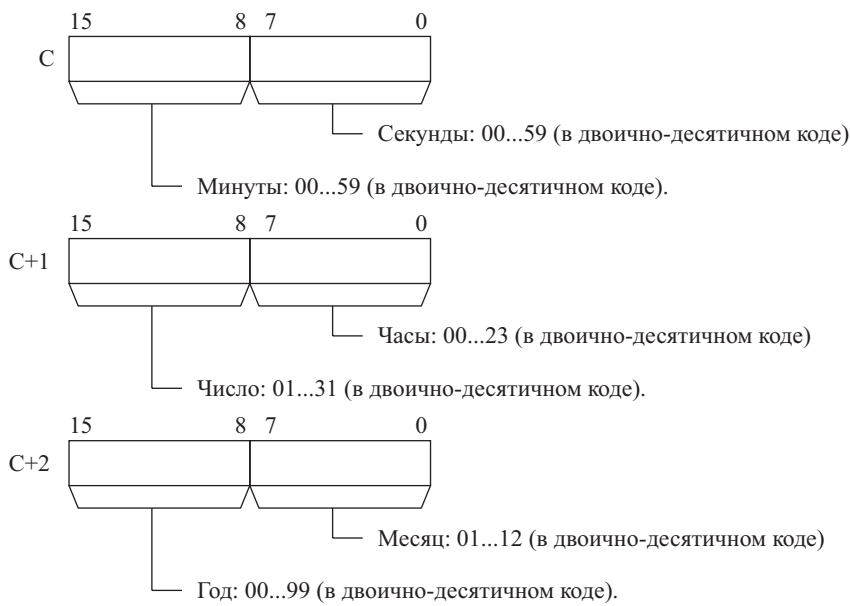 15 8 7 0
C
Секунды: 00...59 (в двоично-десятичном коде)
Минуты: 00...59 (в двоично-десятичном коде).
15 8 7 0
C+1
Часы: 00...23 (в двоично-десятичном коде)
Число: 01...31 (в двоично-десятичном коде).
15 8 7 0
C+2
Месяц: 01...12 (в двоично-десятичном коде)
Год: 00...99 (в двоично-десятичном коде).